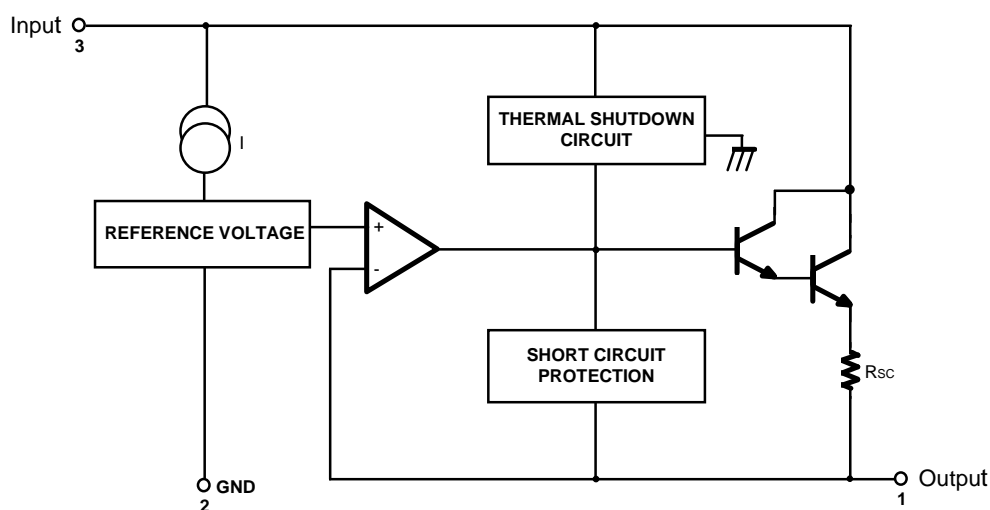 Input
3
THERMAL SHUTDOWN
CIRCUIT
I
REFERENCE VOLTAGE
+
-
SHORT CIRCUIT
PROTECTION
RSC
GND
2
Output
1